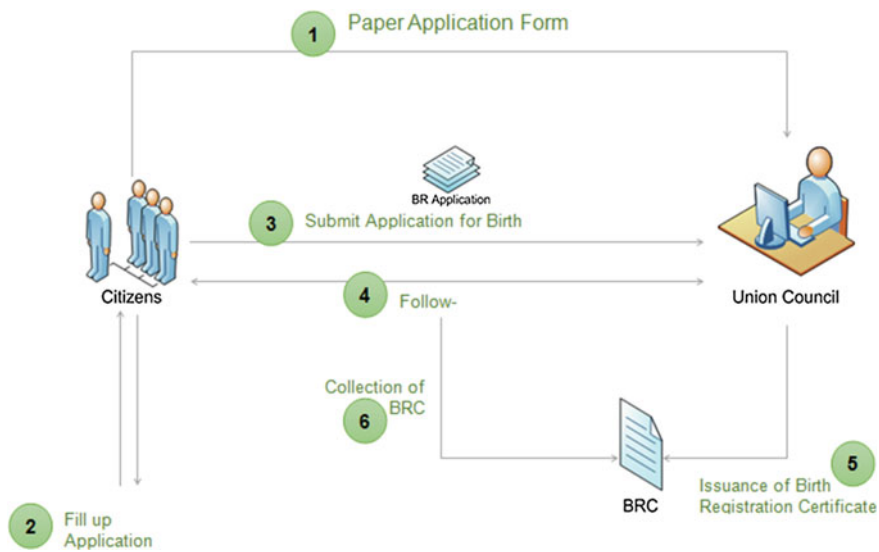 1 Paper Application Form
BR Application
3 Submit Application for Birth
Citizens
4 Follow-
Union Council
Collection of
BRC
6
5
Issuance of Birth
Registration Certificate
BRC
2 Fill up
Application